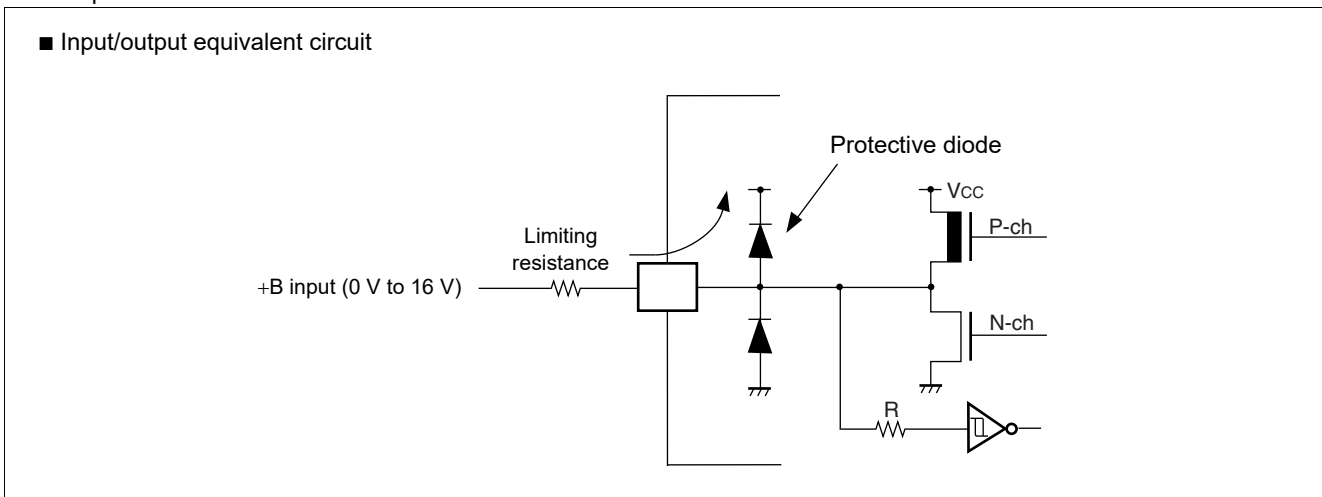 ■ Input/output equivalent circuit
Protective diode
VCC
P-ch
Limiting
resistance
+B input (0 V to 16 V)
N-ch
R